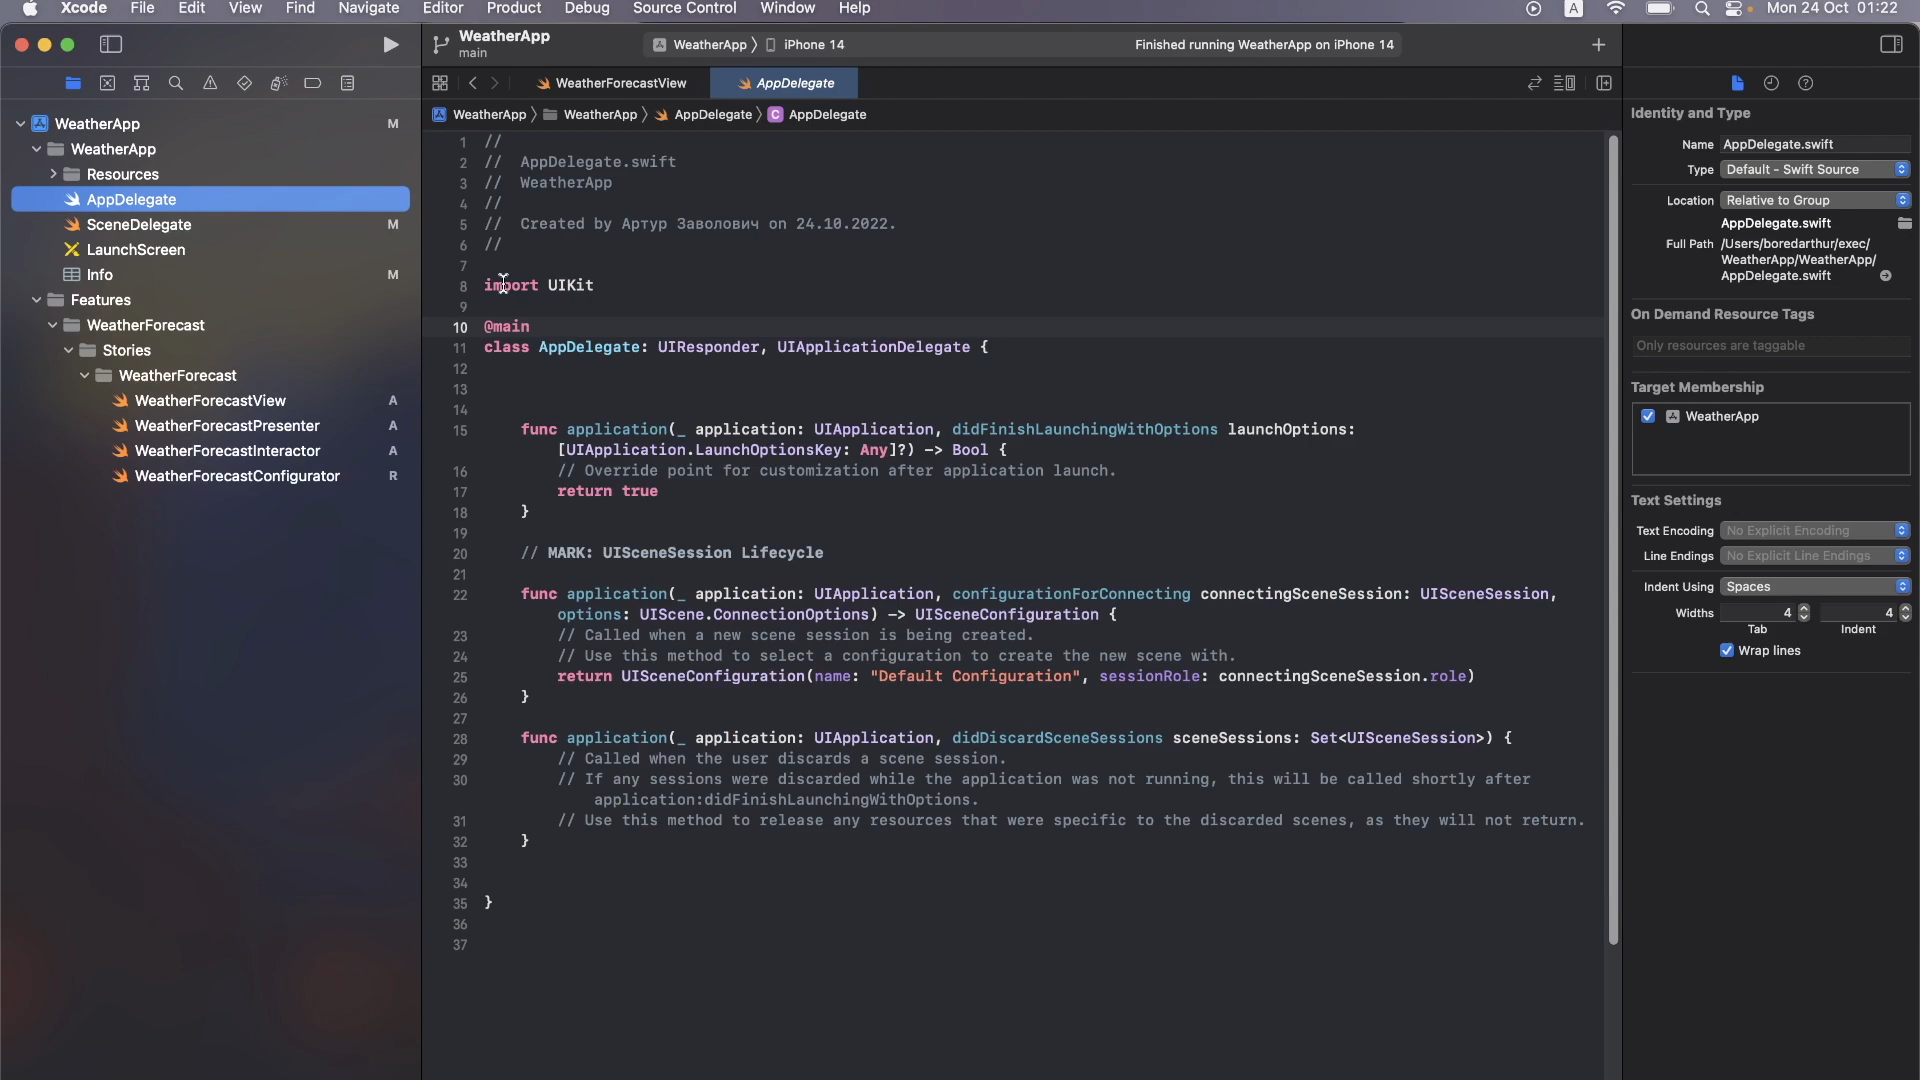 Xcode File Edit View Find Navigate Editor Product Debug Source Control Window Help A Mon 24 Oct 01:22
WeatherApp
main
WeatherApp 〉 iPhone 14
Finished running WeatherApp on iPhone 14
WeatherForecastView
AppDelegate
WeatherApp 〉 WeatherApp 〉 AppDelegate 〉 C AppDelegate
WeatherApp M
WeatherApp
Resources
AppDelegate
SceneDelegate M
LaunchScreen
Info M
Features
WeatherForecast
Stories
WeatherForecast
WeatherForecastView A
WeatherForecastPresenter A
WeatherForecastInteractor A
WeatherForecastConfigurator R
1 //
2 //  AppDelegate.swift
3 //  WeatherApp
4 //
5 //  Created by Артур Заволович on 24.10.2022.
6 //
7
8 import UIKit
9
10 @main
11 class AppDelegate: UIResponder, UIApplicationDelegate {
12
13
14
15 func application(_ application: UIApplication, didFinishLaunchingWithOptions launchOptions:
[UIApplication.LaunchOptionsKey: Any]?) -> Bool {
16 // Override point for customization after application launch.
17 return true
18 }
19
20 // MARK: UISceneSession Lifecycle
21
22 func application(_ application: UIApplication, configurationForConnecting connectingSceneSession: UISceneSession,
options: UIScene.ConnectionOptions) -> UISceneConfiguration {
23 // Called when a new scene session is being created.
24 // Use this method to select a configuration to create the new scene with.
25 return UISceneConfiguration(name: "Default Configuration", sessionRole: connectingSceneSession.role)
26 }
27
28 func application(_ application: UIApplication, didDiscardSceneSessions sceneSessions: Set<UISceneSession>) {
29 // Called when the user discards a scene session.
30 // If any sessions were discarded while the application was not running, this will be called shortly after
application:didFinishLaunchingWithOptions.
31 // Use this method to release any resources that were specific to the discarded scenes, as they will not return.
32 }
33
34
35 }
36
37
Identity and Type
Name AppDelegate.swift
Type Default - Swift Source
Location Relative to Group
AppDelegate.swift
Full Path /Users/boredarthur/exec/
WeatherApp/WeatherApp/
AppDelegate.swift
On Demand Resource Tags
Only resources are taggable
Target Membership
WeatherApp
Text Settings
Text Encoding No Explicit Encoding
Line Endings No Explicit Line Endings
Indent Using Spaces
Widths 4 4
Tab Indent
Wrap lines